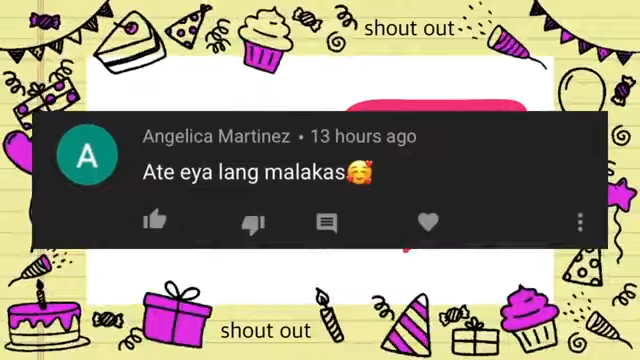 shout out
A
Angelica Martinez • 13 hours ago
Ate eya lang malakas🥰
shout out